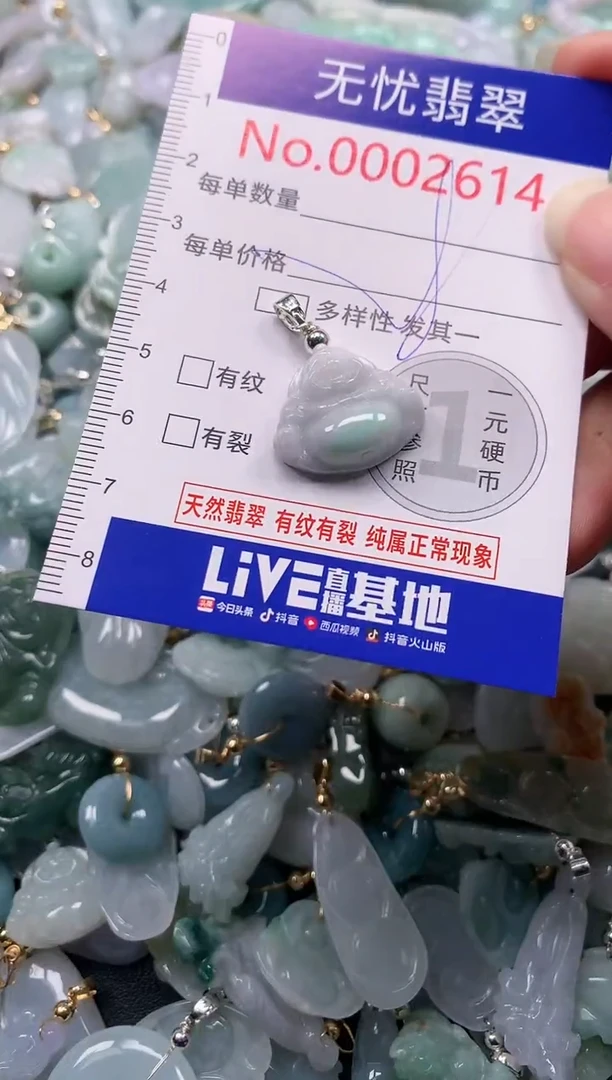 0
无忧翡翠
1
No.0002614
2
每单数量
3
每单价格
4
多样性 发其一
5
有纹
尺
参
照
1
一
元
硬
币
6
有裂
7
天然翡翠 有纹有裂 纯属正常现象
8
LiVE直播基地
头条 今日头条 抖音 西瓜视频 抖音火山版